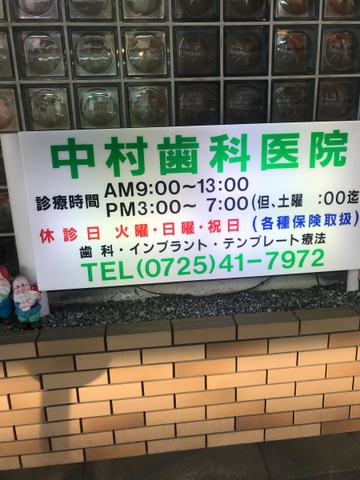 中村歯科医院
診療時間 AM9:00～13:00
PM3:00～ 7:00(但、土曜 :00迄
休診日 火曜・日曜・祝日 (各種保険取扱)
歯科・インプラント・テンプレート療法
TEL(0725)41-7972